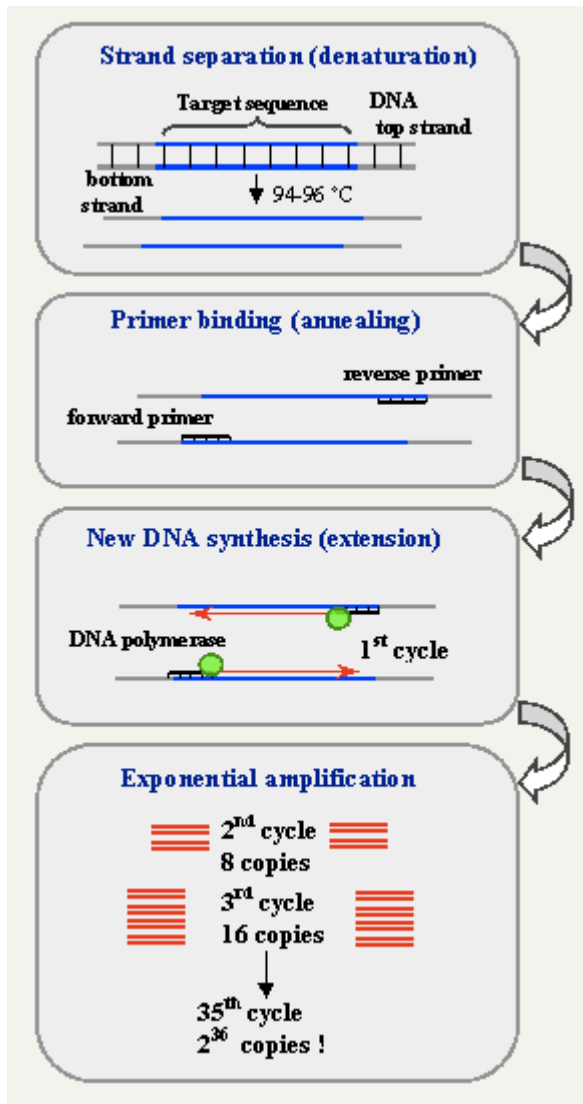 Strand separation (denaturation)
Target sequence
DNA
top strand
bottom
strand
94-96 °C
Primer binding (annealing)
reverse primer
forward primer
New DNA synthesis (extension)
DNA polymerase
1st cycle
Exponential amplification
2nd cycle
8 copies
3rd cycle
16 copies
35th cycle
2^36 copies !